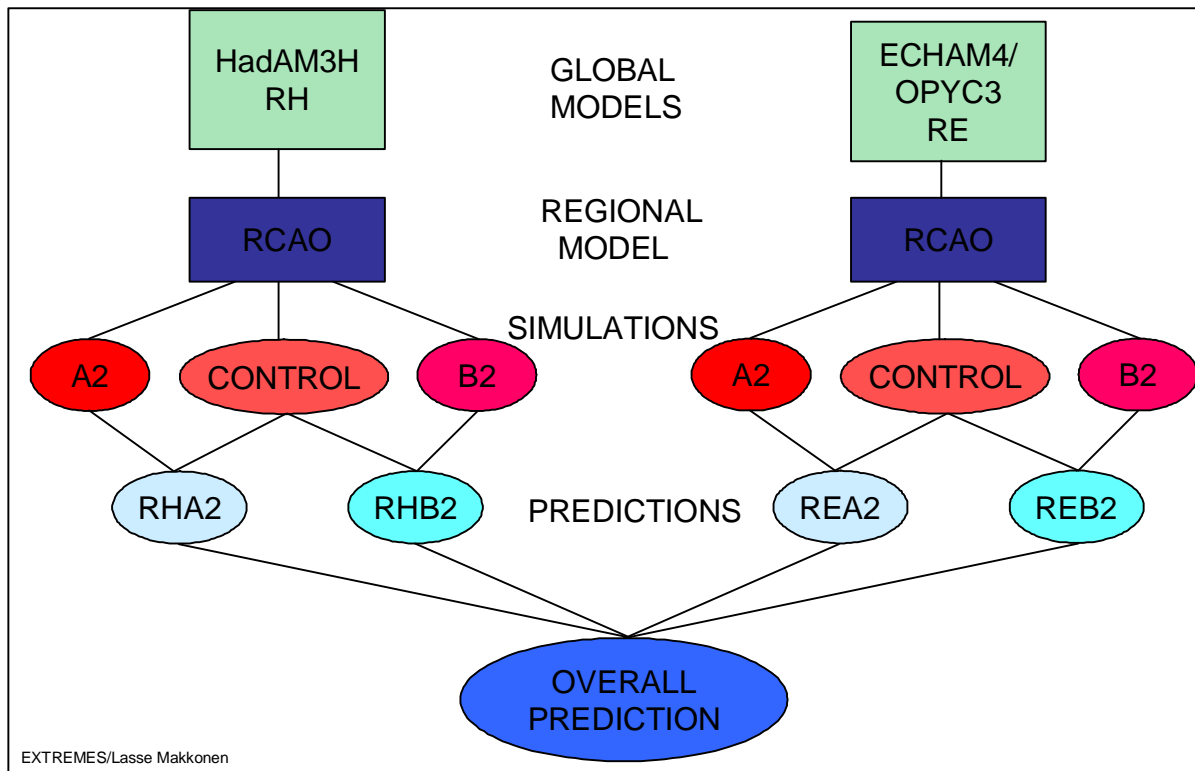 HadAM3H
RH
GLOBAL
MODELS
ECHAM4/
OPYC3
RE
RCAO
REGIONAL
MODEL
RCAO
SIMULATIONS
A2
CONTROL
B2
A2
CONTROL
B2
RHA2
RHB2
PREDICTIONS
REA2
REB2
OVERALL
PREDICTION
EXTREMES/Lasse Makkonen